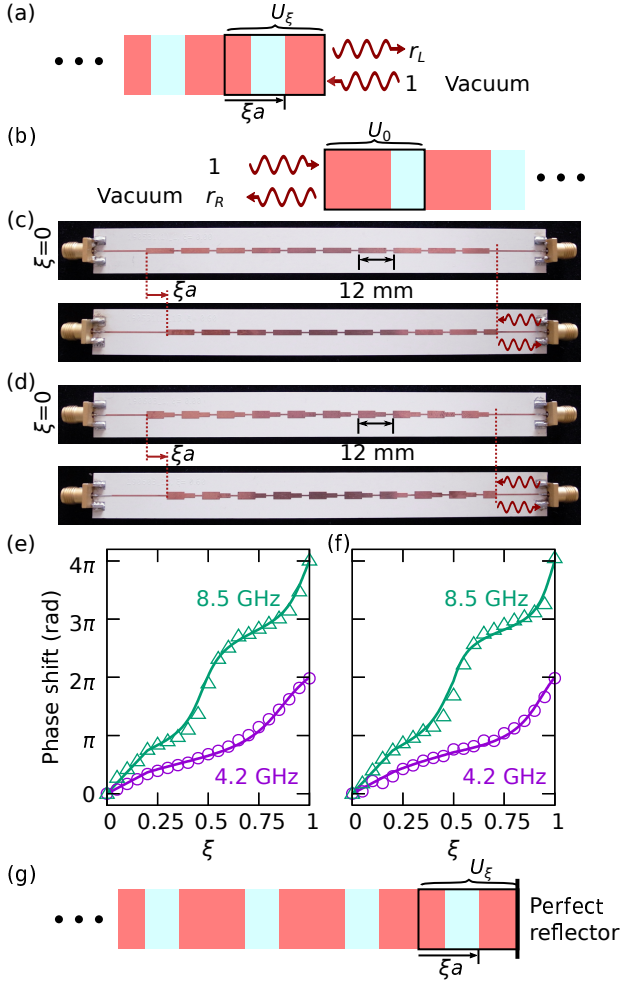 (a)
U_ξ
r_L
1
Vacuum
ξa
(b)
U_0
1
Vacuum
r_R
(c)
ξ=0
ξa
12 mm
(d)
ξ=0
ξa
12 mm
(e)
(f)
Phase shift (rad)
4π
3π
2π
π
0
8.5 GHz
4.2 GHz
0
0.25
0.5
0.75
1
ξ
8.5 GHz
4.2 GHz
0
0.25
0.5
0.75
1
ξ
(g)
U_ξ
Perfect
reflector
ξa